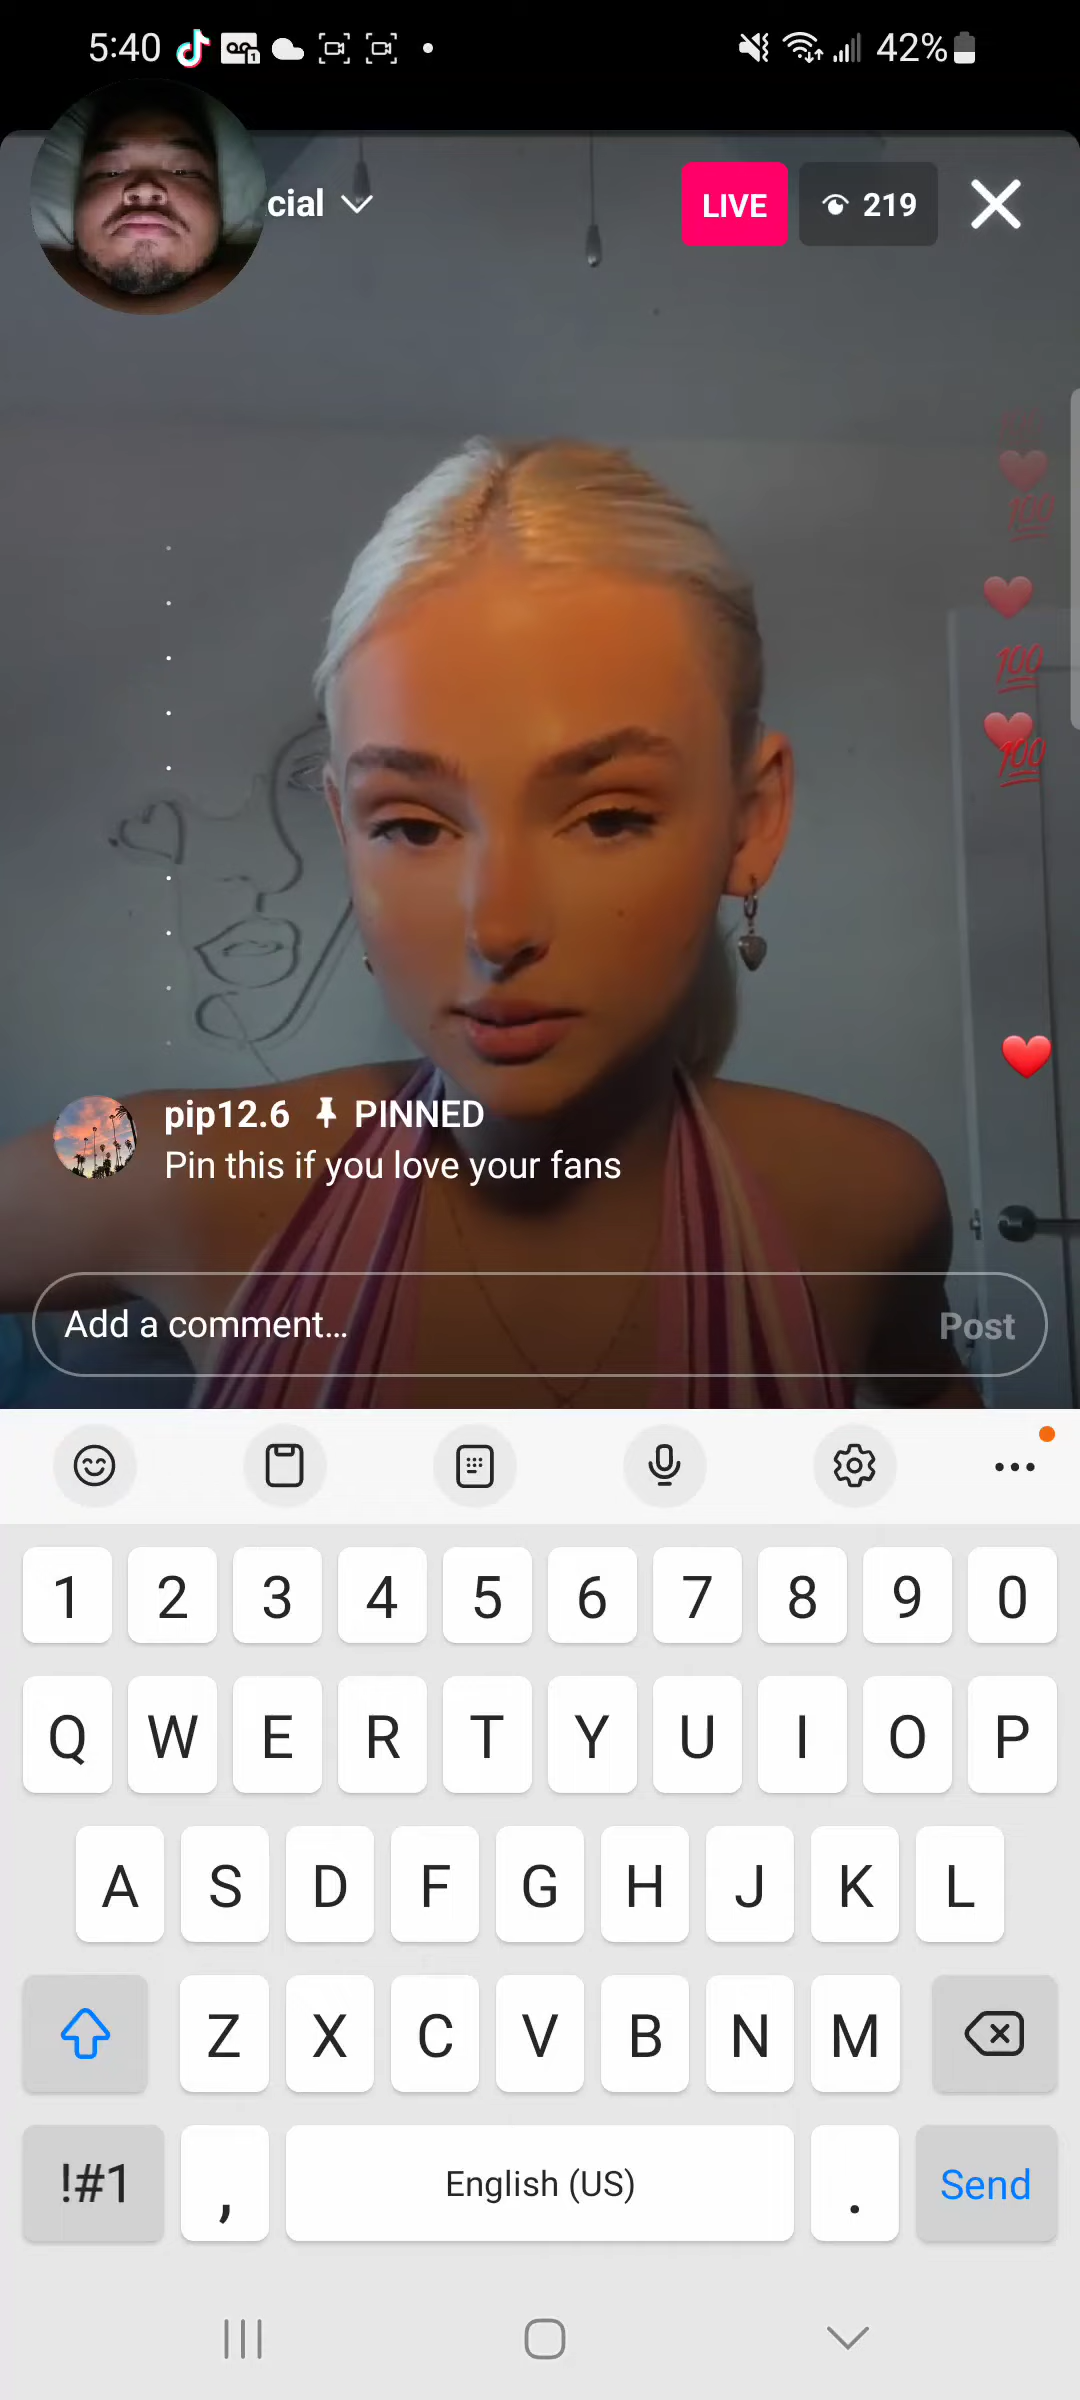 5:40 42%
cial LIVE 219
pip12.6 PINNED
Pin this if you love your fans
Add a comment... Post
1 2 3 4 5 6 7 8 9 0
Q W E R T Y U I O P
A S D F G H J K L
Z X C V B N M
!#1 , English (US) . Send